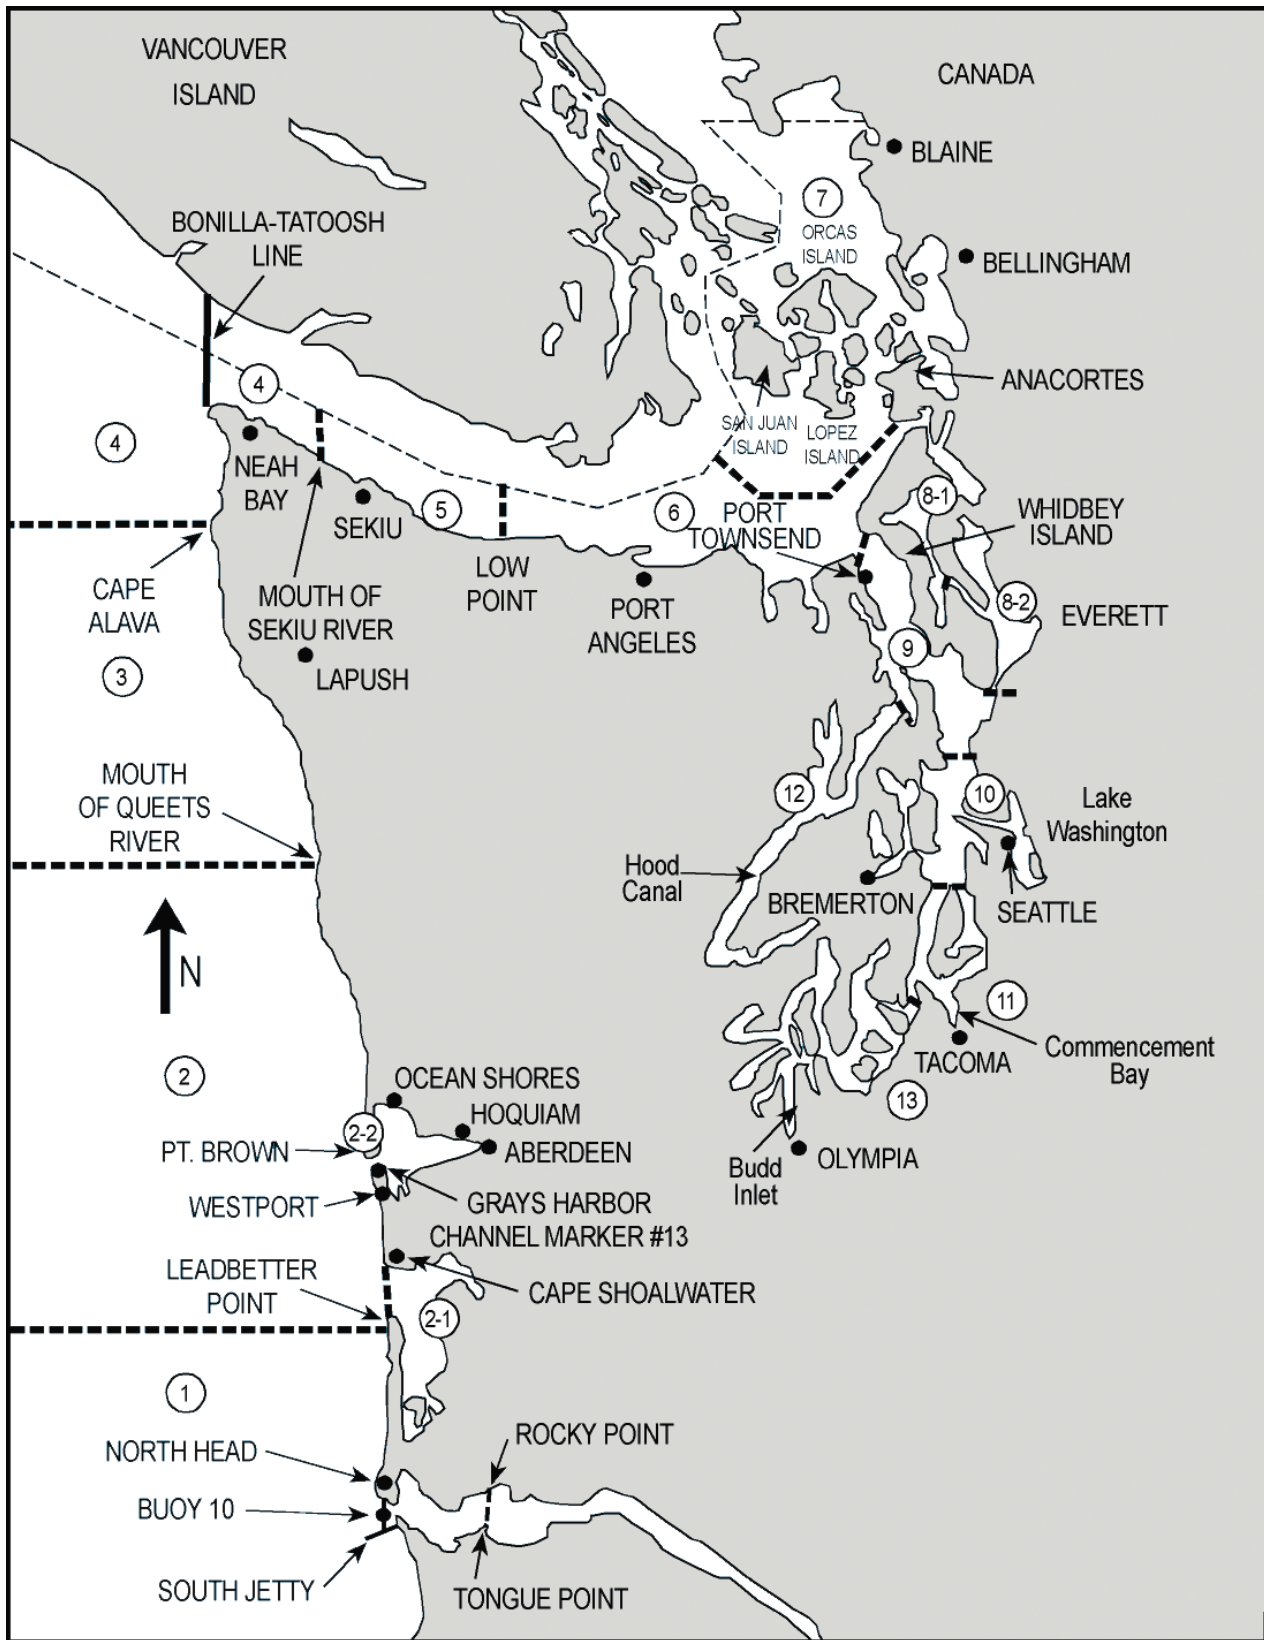 VANCOUVER
ISLAND
CANADA
BLAINE
7
ORCAS
ISLAND
BONILLA-TATOOSH
LINE
BELLINGHAM
4
ANACORTES
4
SAN JUAN
ISLAND
LOPEZ
ISLAND
NEAH
BAY
SEKIU
5
6
8-1
PORT
TOWNSEND
WHIDBEY
ISLAND
CAPE
ALAVA
MOUTH OF
SEKIU RIVER
LOW
POINT
PORT
ANGELES
8-2
EVERETT
9
3
LAPUSH
MOUTH
OF QUEETS
RIVER
12
10
Lake
Washington
Hood
Canal
BREMERTON
SEATTLE
N
11
TACOMA
Commencement
Bay
2
OCEAN SHORES
HOQUIAM
13
2-2
PT. BROWN
ABERDEEN
OLYMPIA
Budd
Inlet
WESTPORT
GRAYS HARBOR
CHANNEL MARKER #13
LEADBETTER
POINT
CAPE SHOALWATER
2-1
1
ROCKY POINT
NORTH HEAD
BUOY 10
SOUTH JETTY
TONGUE POINT